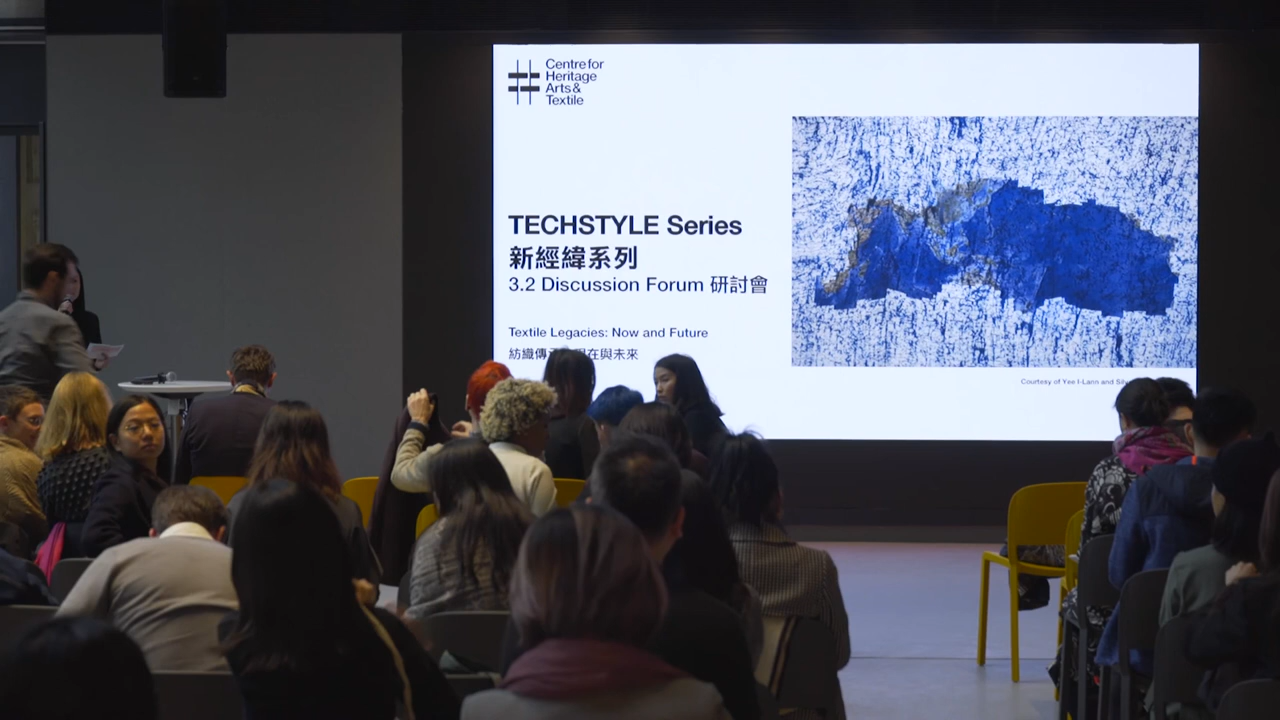 Centre for
Heritage
Arts &
Textile
TECHSTYLE Series
新經緯系列
3.2 Discussion Forum 研討會
Textile Legacies: Now and Future
紡織傳
在與未來
Courtesy of Yee I-Lann and